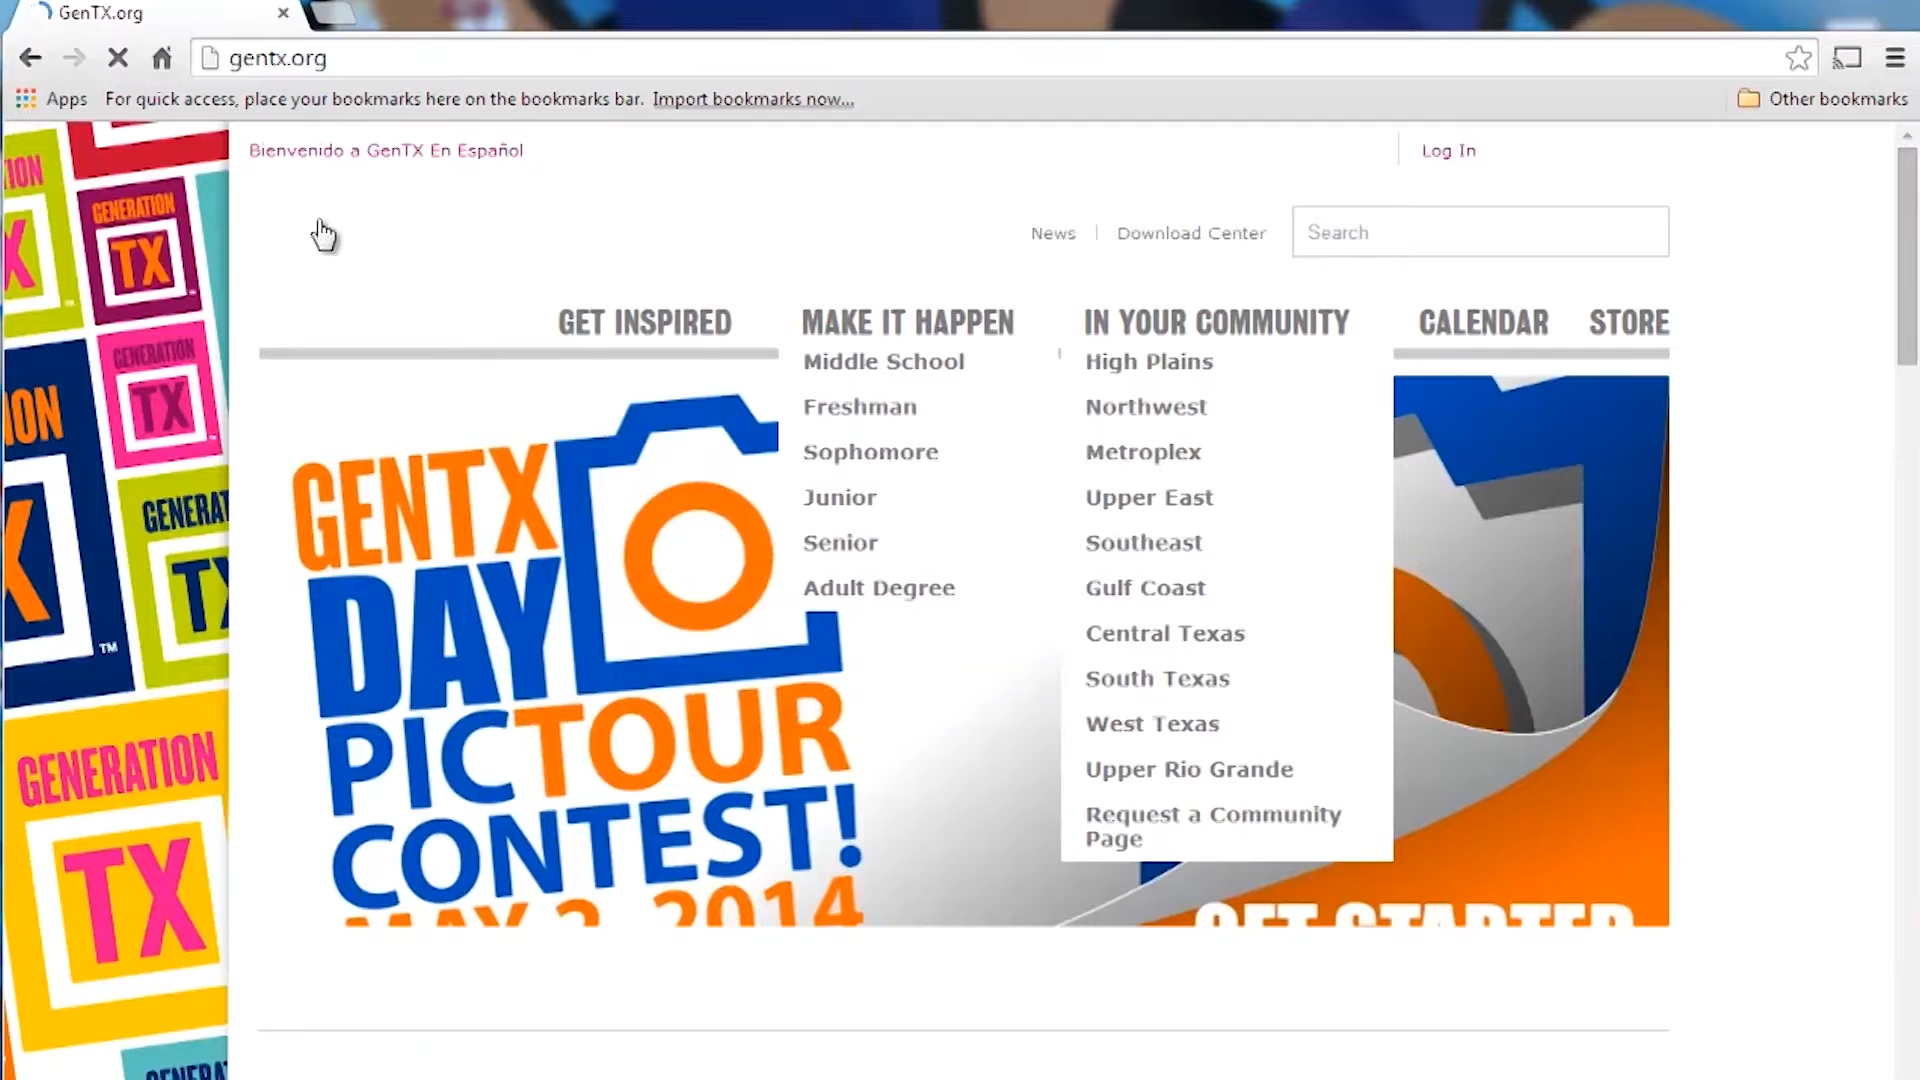 GenTX.org
gentx.org
Apps For quick access, place your bookmarks here on the bookmarks bar. Import bookmarks now... Other bookmarks
Bienvenido a GenTX En Español
Log In
News | Download Center
Search
GET INSPIRED MAKE IT HAPPEN IN YOUR COMMUNITY CALENDAR STORE
Middle School
Freshman
Sophomore
Junior
Senior
Adult Degree
High Plains
Northwest
Metroplex
Upper East
Southeast
Gulf Coast
Central Texas
South Texas
West Texas
Upper Rio Grande
Request a Community
Page
GENTX
DAY
PICTOUR
CONTEST!
MAY 2, 2014
GET STARTED
GENERATION
TX
GENERATION
TX
TM
GENERATION
TX